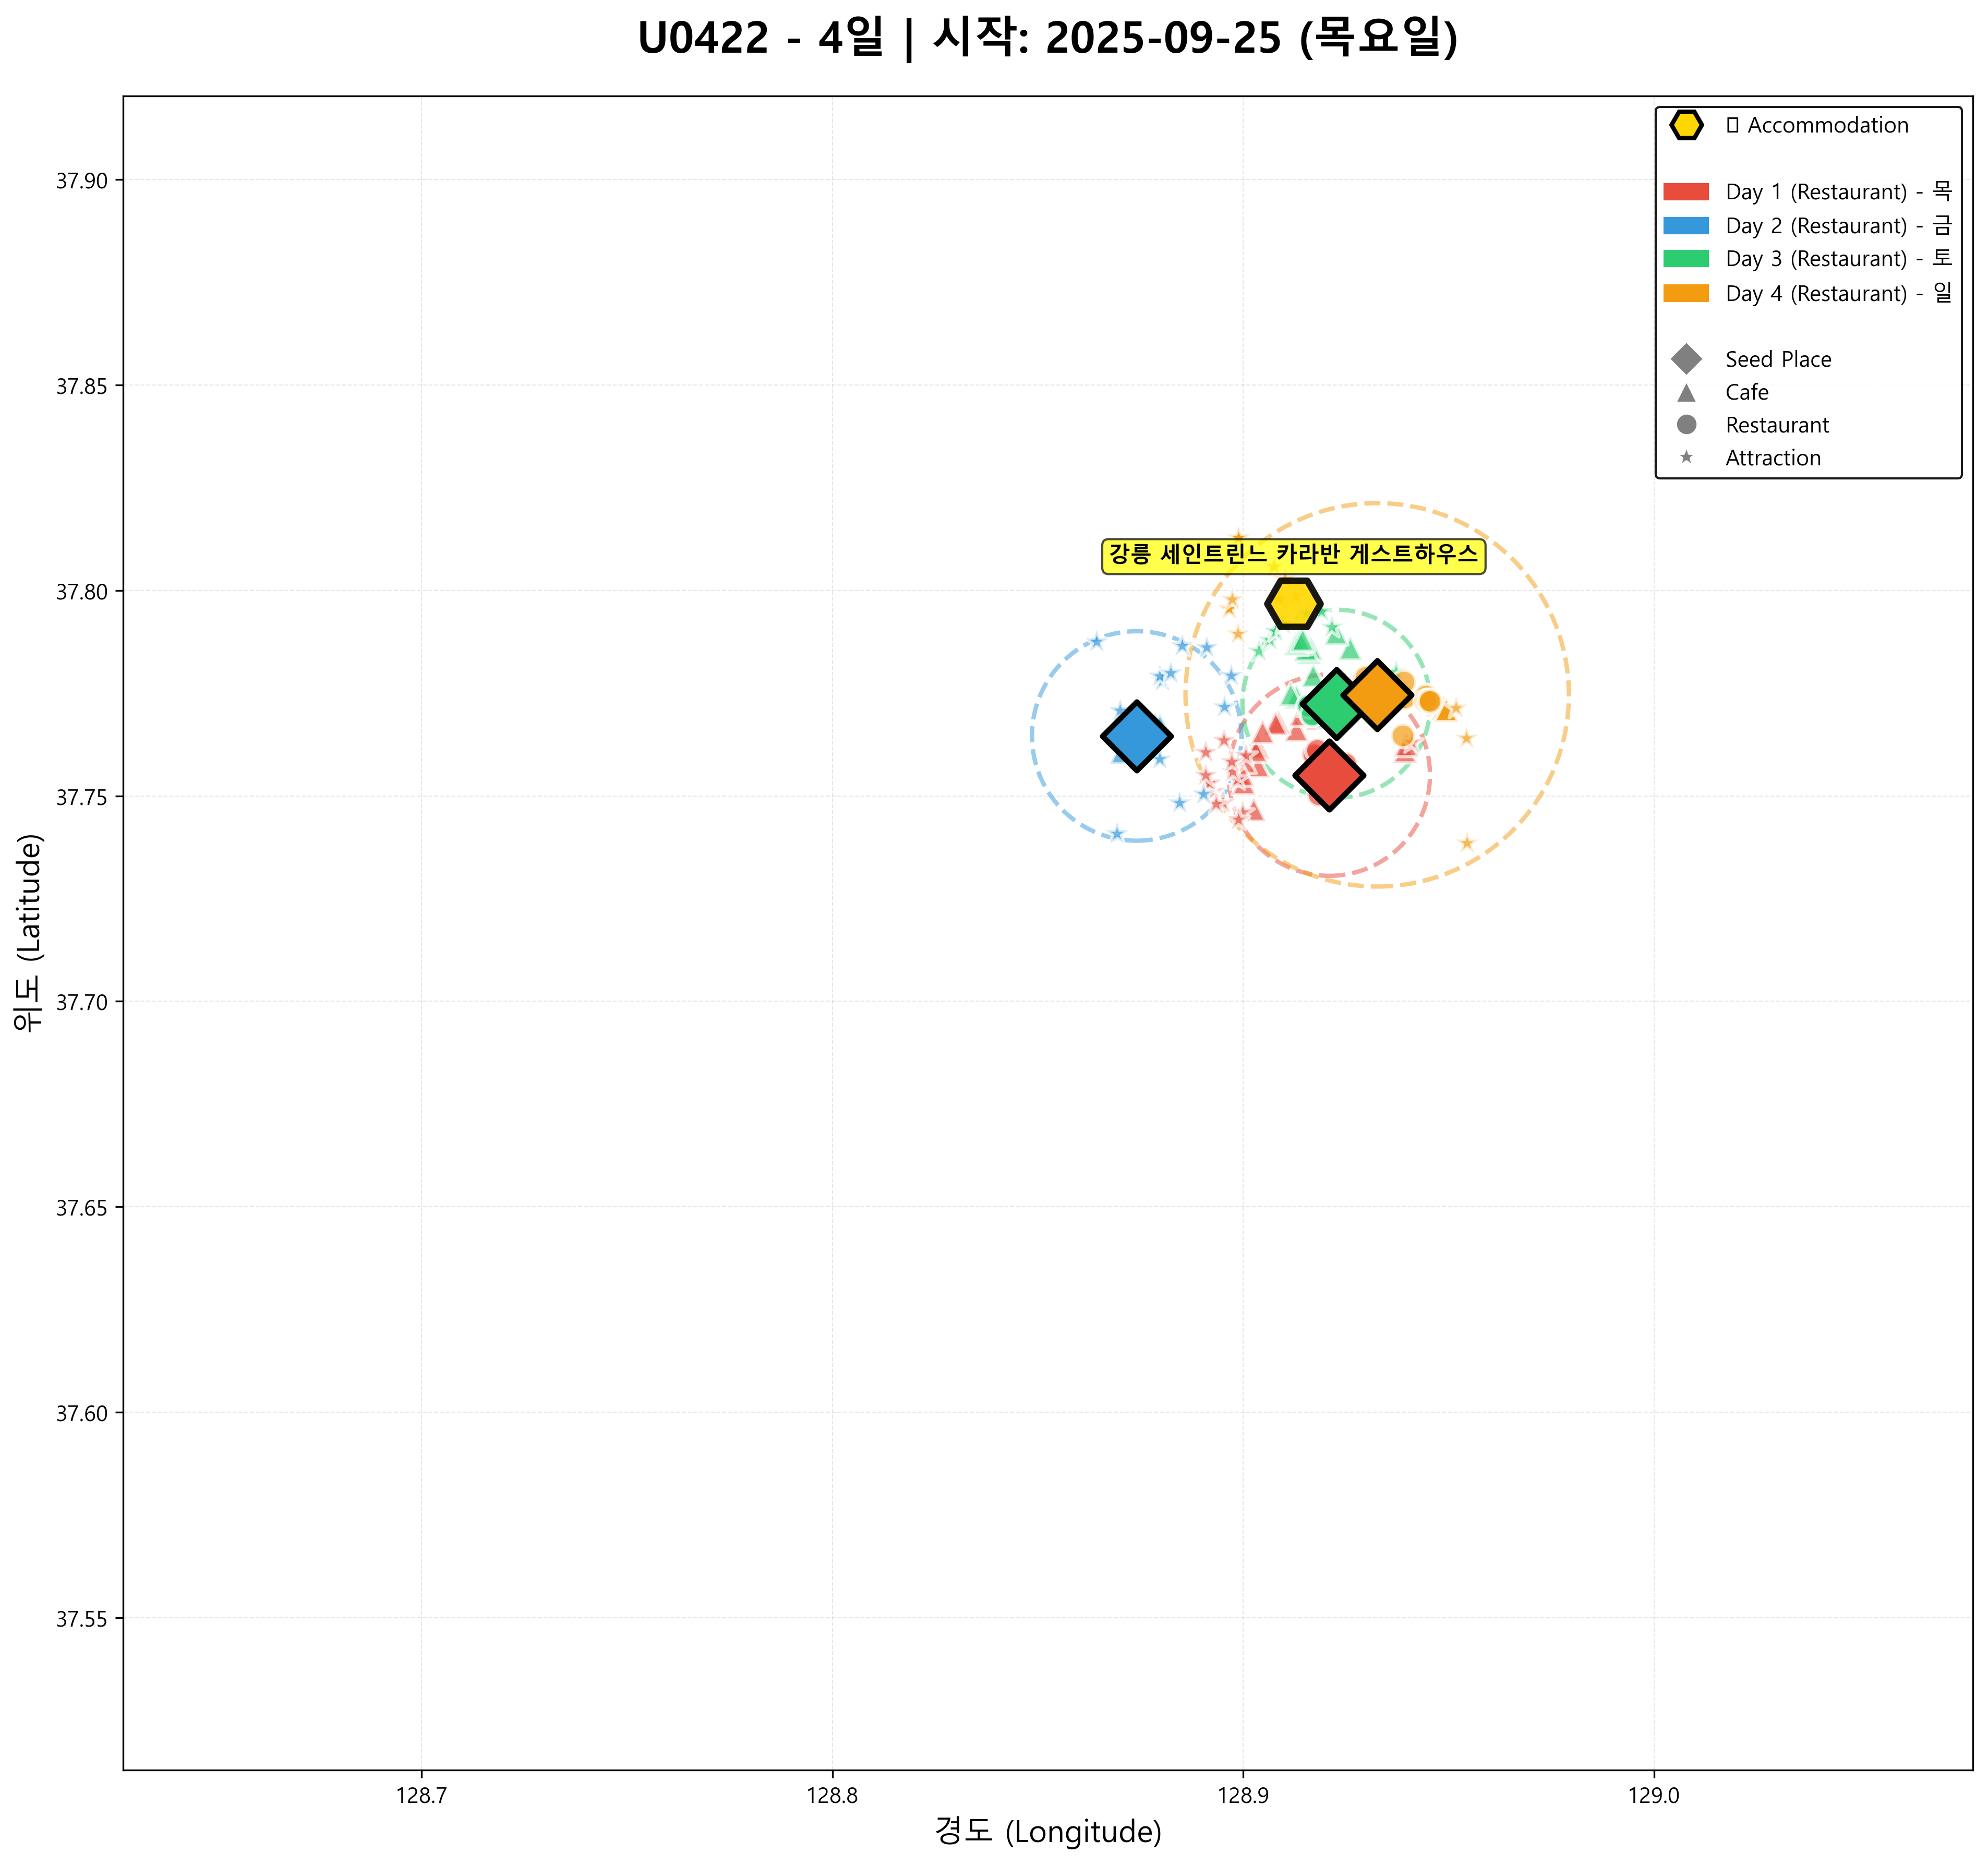 U0422 - 4일 | 시작: 2025-09-25 (목요일)
Accommodation
Day 1 (Restaurant) - 목
Day 2 (Restaurant) - 금
Day 3 (Restaurant) - 토
Day 4 (Restaurant) - 일
Seed Place
Cafe
Restaurant
Attraction
강릉 세인트린느 카라반 게스트하우스
37.90
37.85
37.80
37.75
37.70
37.65
37.60
37.55
위도 (Latitude)
128.7
128.8
128.9
129.0
경도 (Longitude)